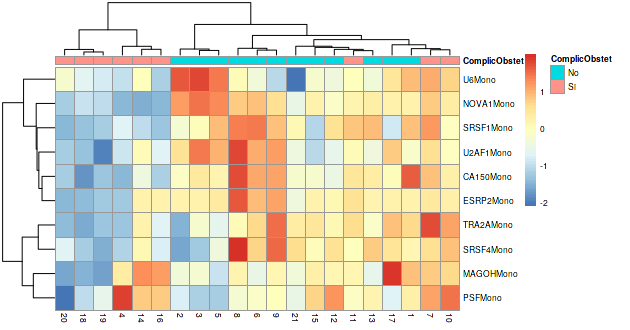 ComplicObstet
ComplicObstet
No
Si
U6Mono
NOVA1Mono
SRSF1Mono
U2AF1Mono
CA150Mono
ESRP2Mono
TRA2AMono
SRSF4Mono
MAGOHMono
PSFMono
1
0
-1
-2
20 18 19 4 14 16 2 3 5 8 6 9 21 15 12 11 13 17 1 7 10